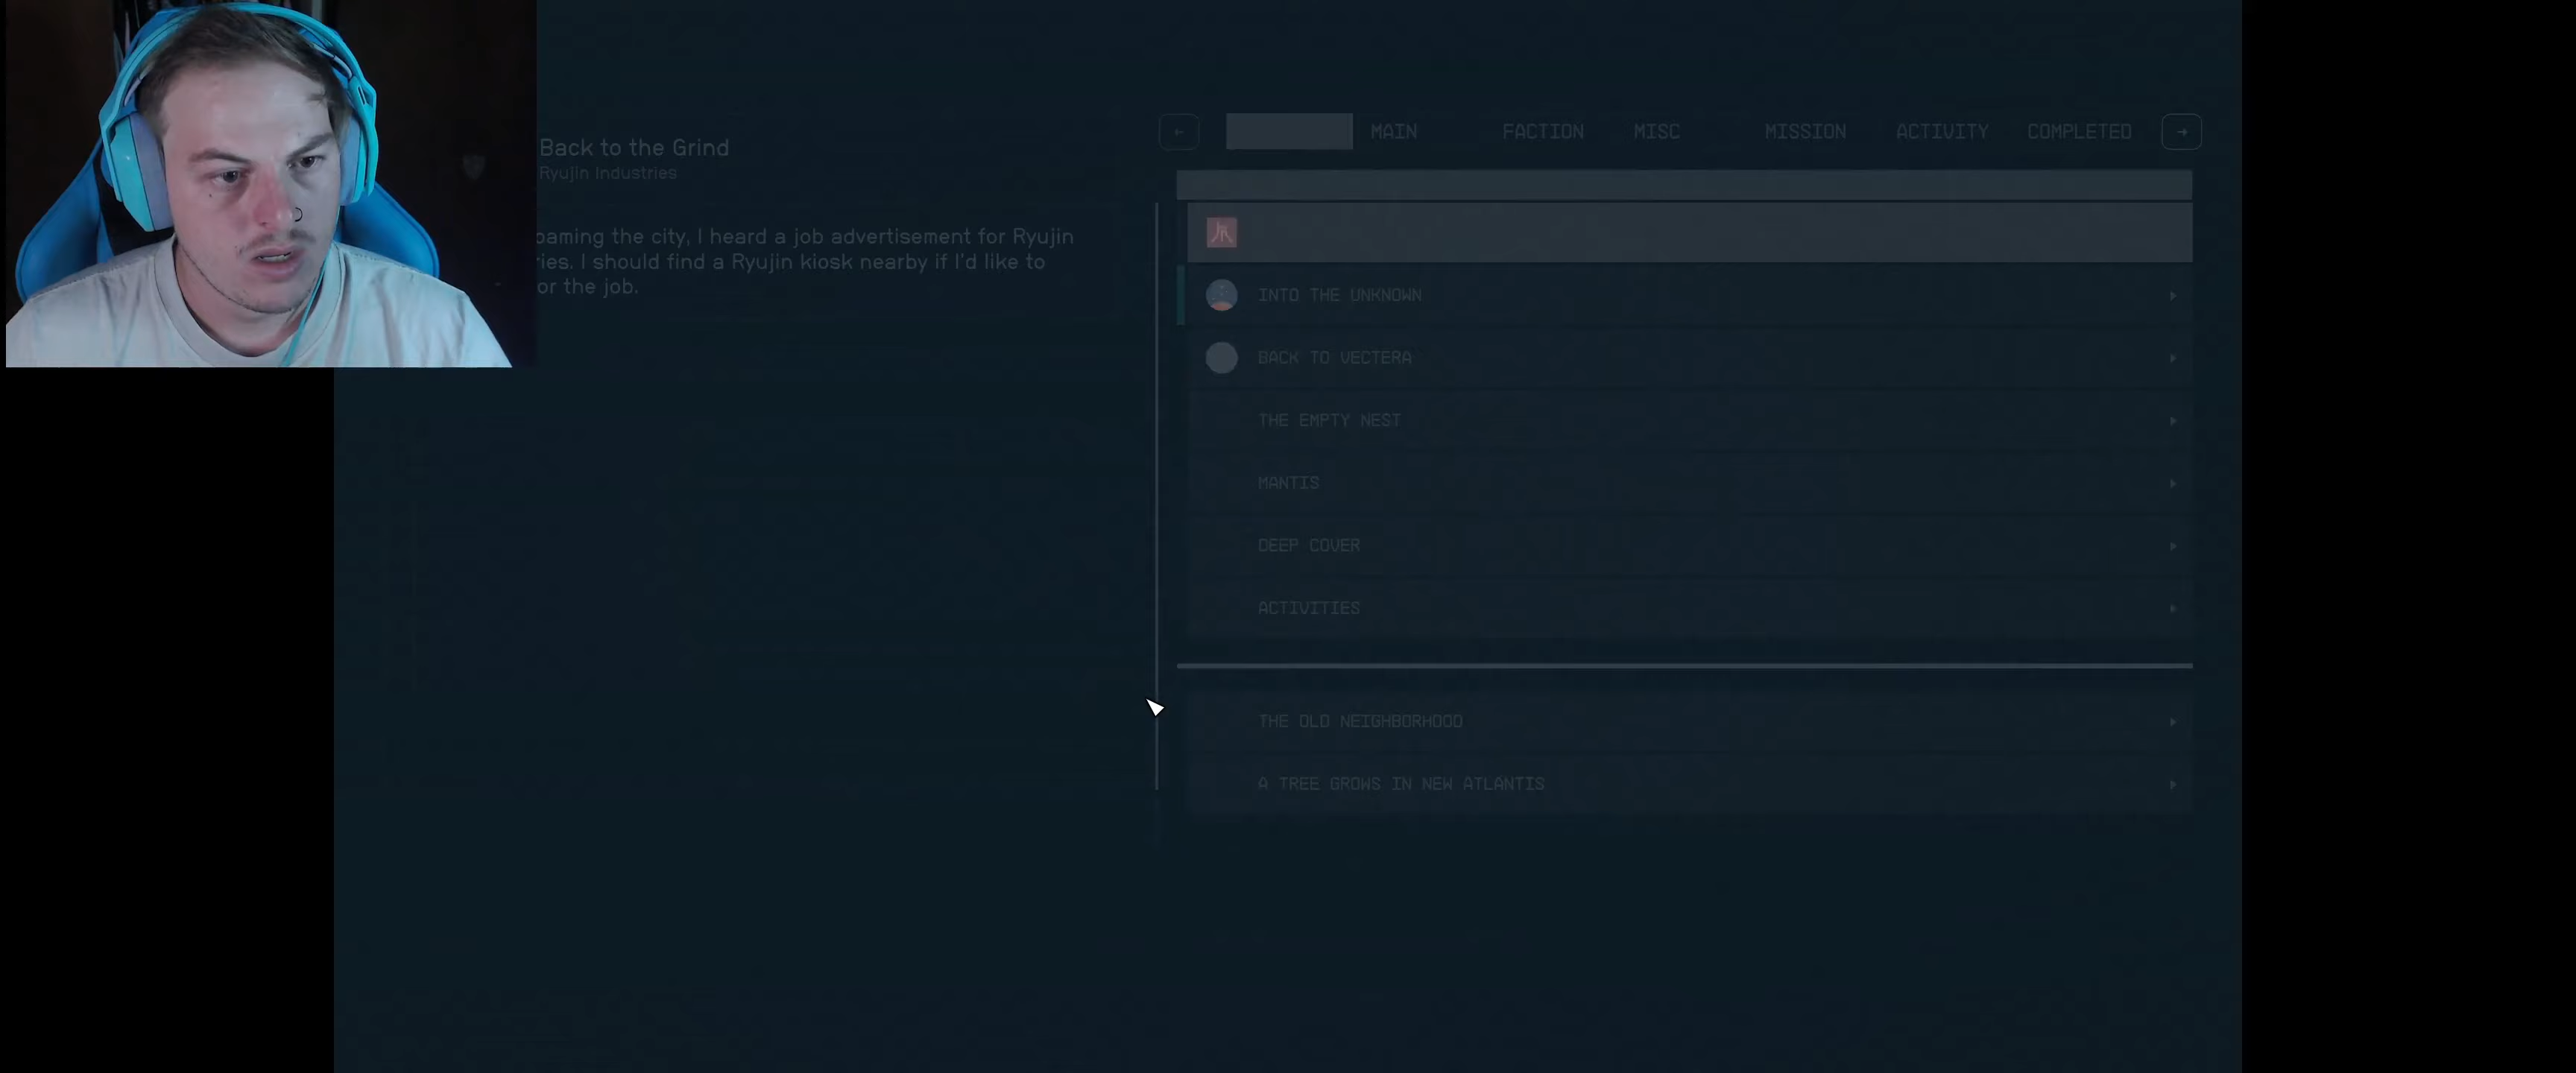 Back to the Grind
Ryujin Industries
oaming the city, I heard a job advertisement for Ryujin
ries. I should find a Ryujin kiosk nearby if I'd like to
or the job.
MAIN FACTION MISC MISSION ACTIVITY COMPLETED
INTO THE UNKNOWN
BACK TO VECTERA
THE EMPTY NEST
MANTIS
DEEP COVER
ACTIVITIES
THE OLD NEIGHBORHOOD
A TREE GROWS IN NEW ATLANTIS